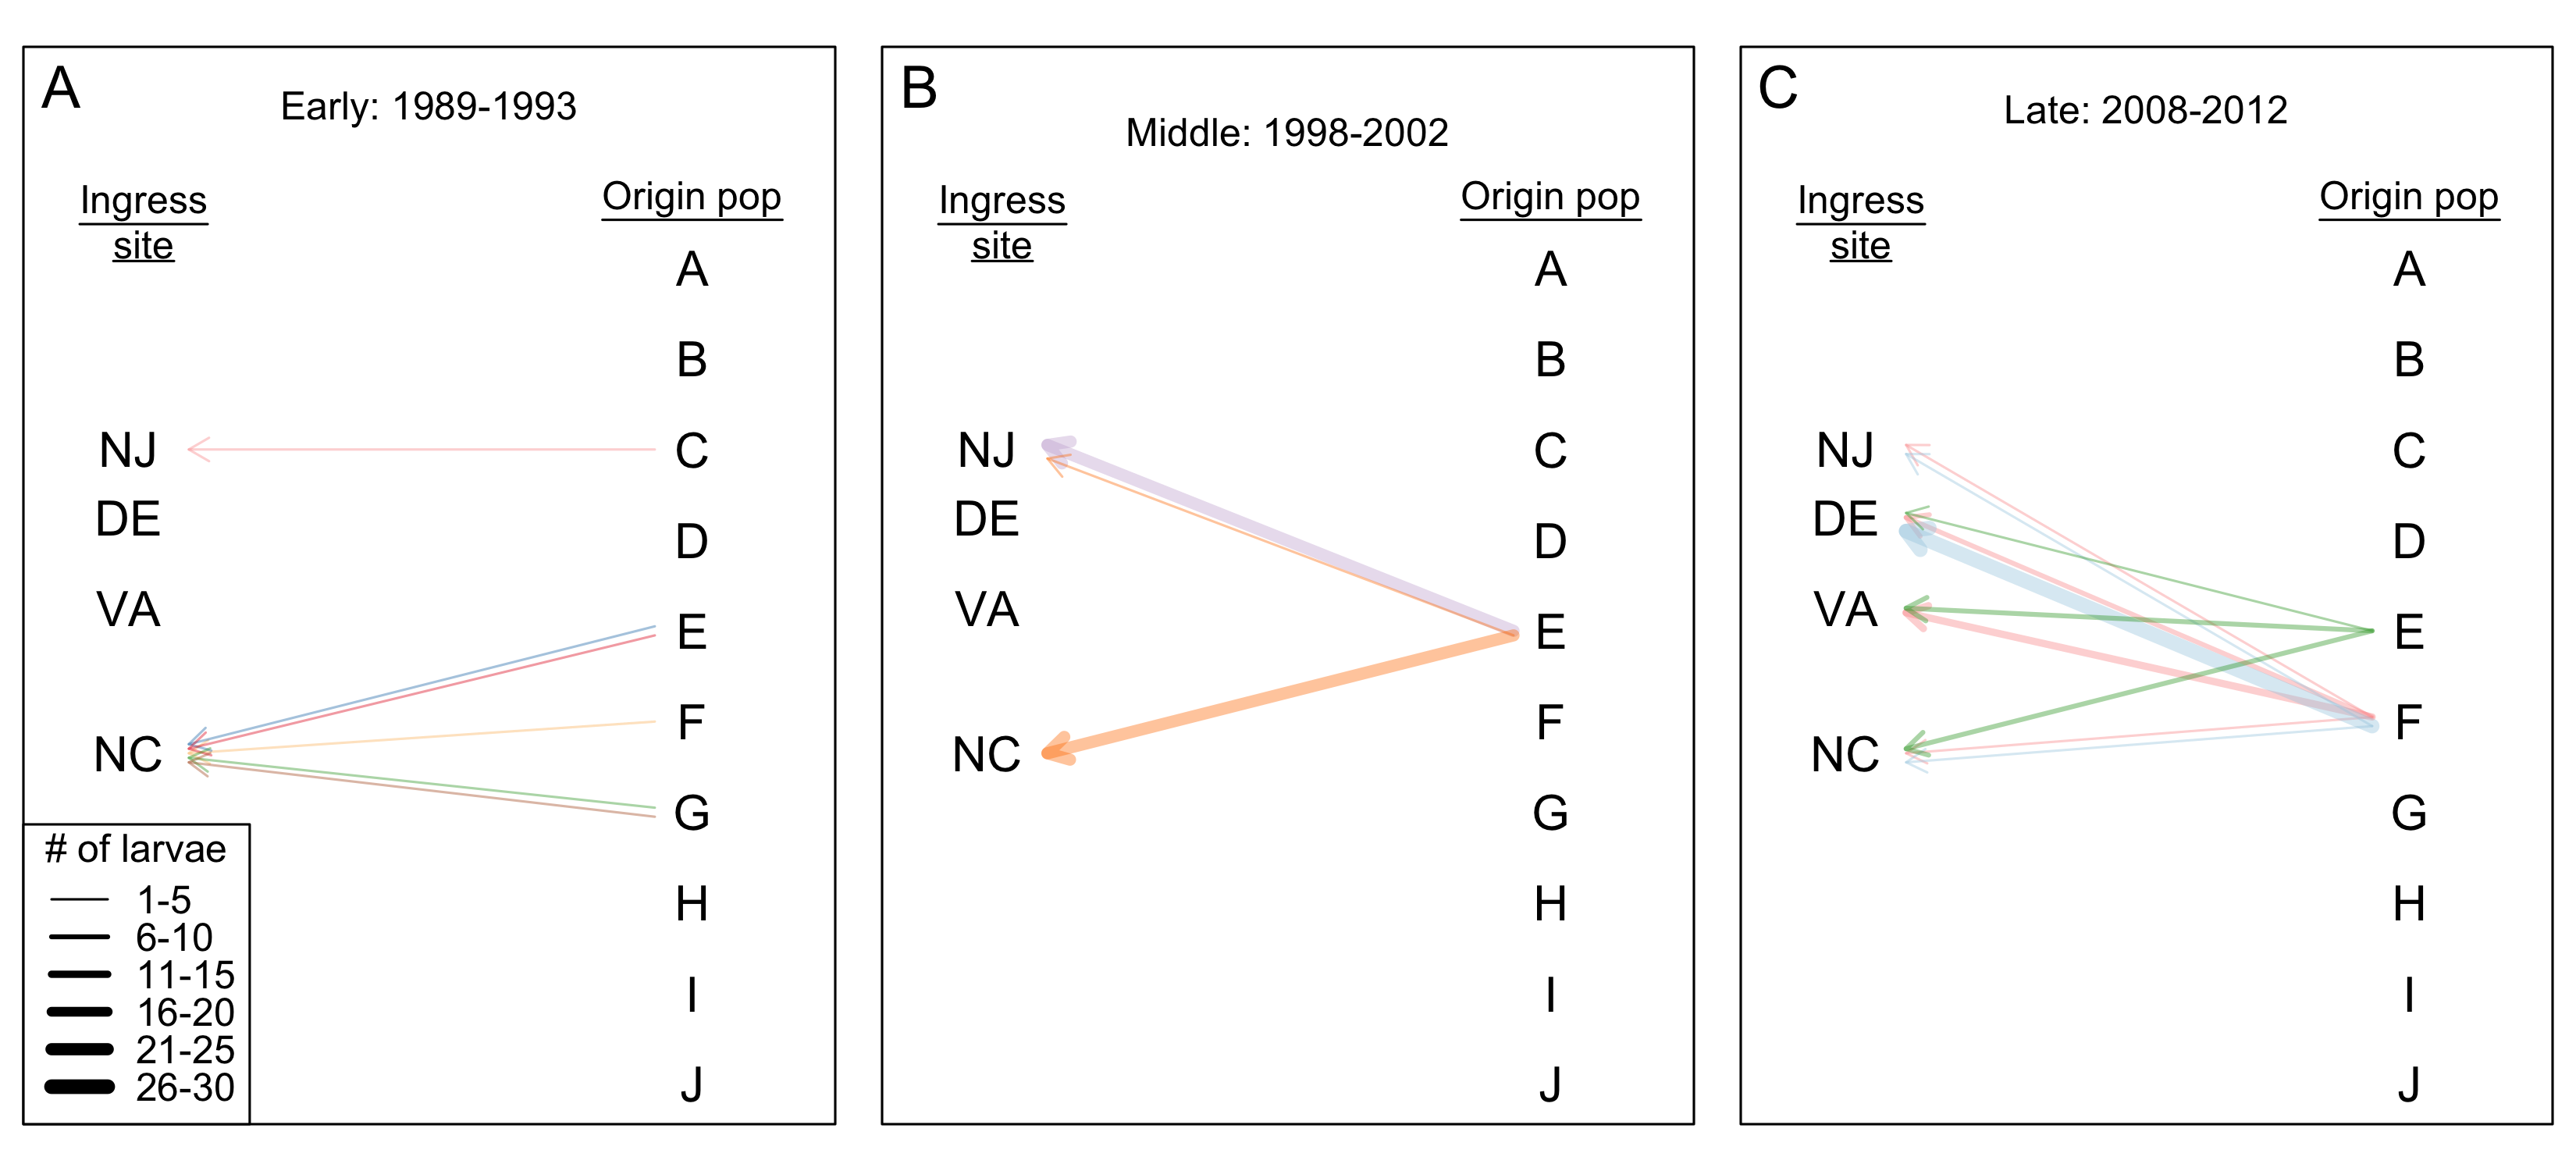 A
Early: 1989-1993
Ingress
site
Origin pop
A
B
C
D
E
F
G
H
I
J
NJ
DE
VA
NC
# of larvae
1-5
6-10
11-15
16-20
21-25
26-30
B
Middle: 1998-2002
Ingress
site
Origin pop
A
B
C
D
E
F
G
H
I
J
NJ
DE
VA
NC
C
Late: 2008-2012
Ingress
site
Origin pop
A
B
C
D
E
F
G
H
I
J
NJ
DE
VA
NC